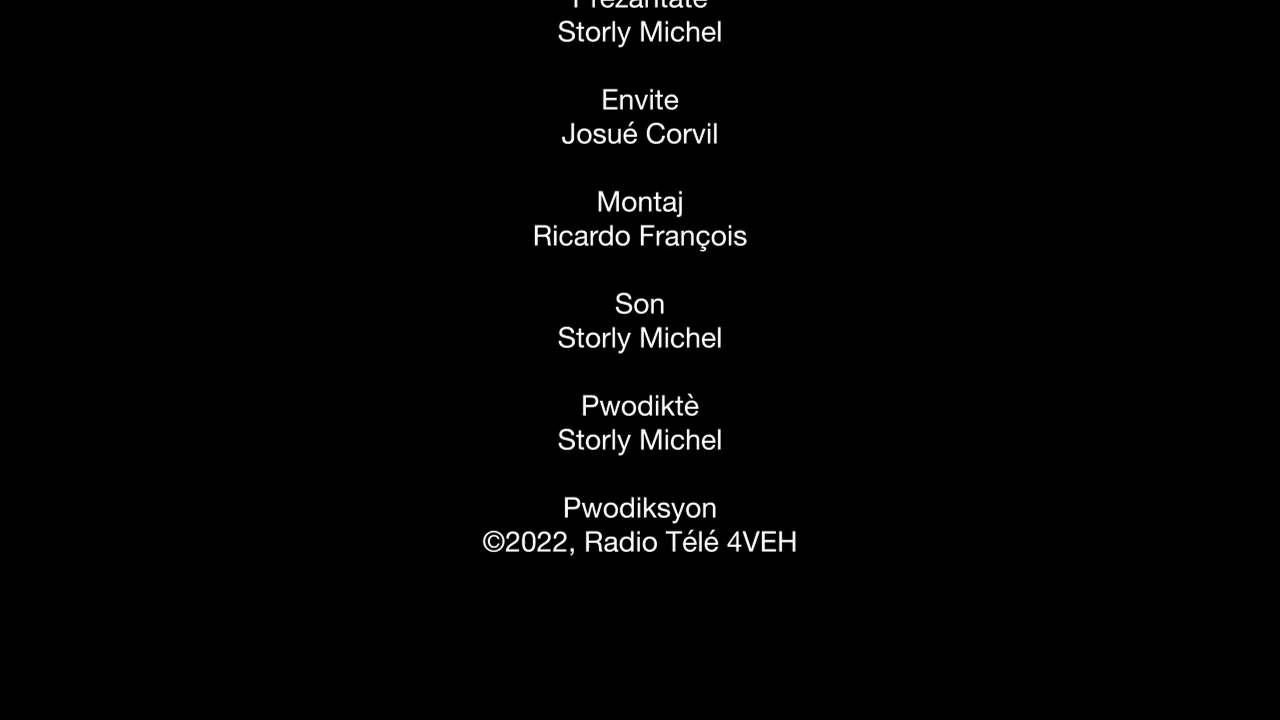 Prezantatè
Storly Michel
Envite
Josué Corvil
Montaj
Ricardo François
Son
Storly Michel
Pwodiktè
Storly Michel
Pwodiksyon
©2022, Radio Télé 4VEH